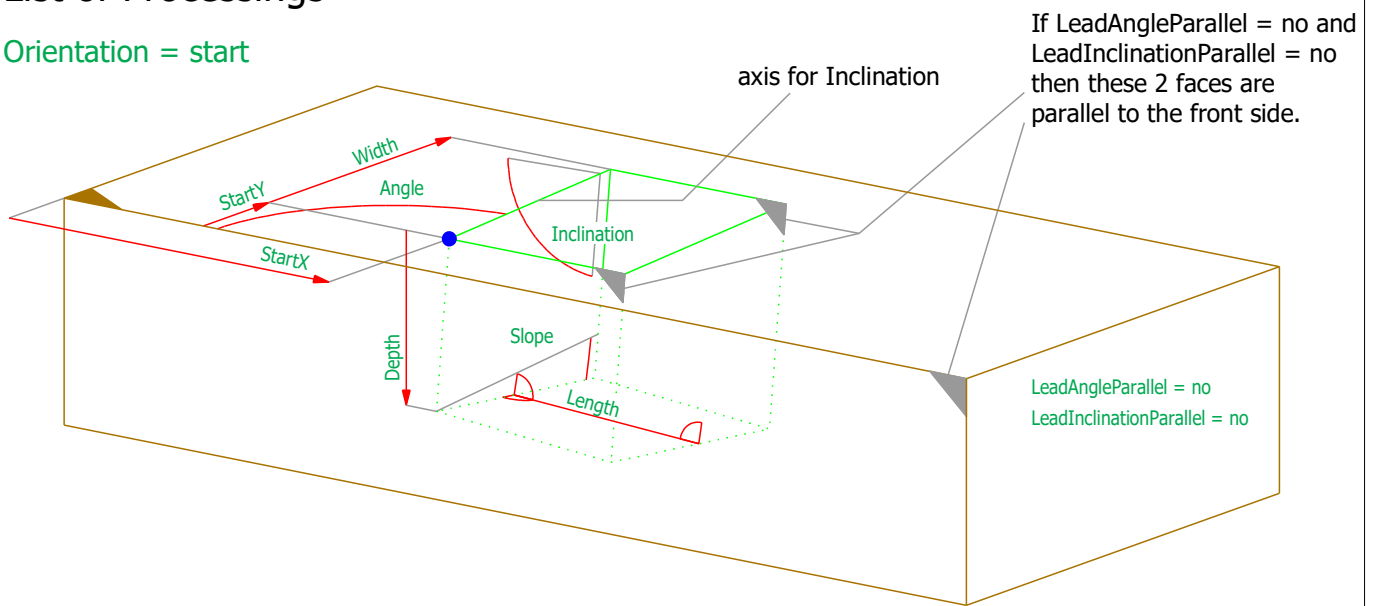 List of Processings
Orientation = start
If LeadAngleParallel = no and
LeadInclinationParallel = no
then these 2 faces are
parallel to the front side.
axis for Inclination
Width
StartY
Angle
Inclination
StartX
Depth
Slope
Length
LeadAngleParallel = no
LeadInclinationParallel = no